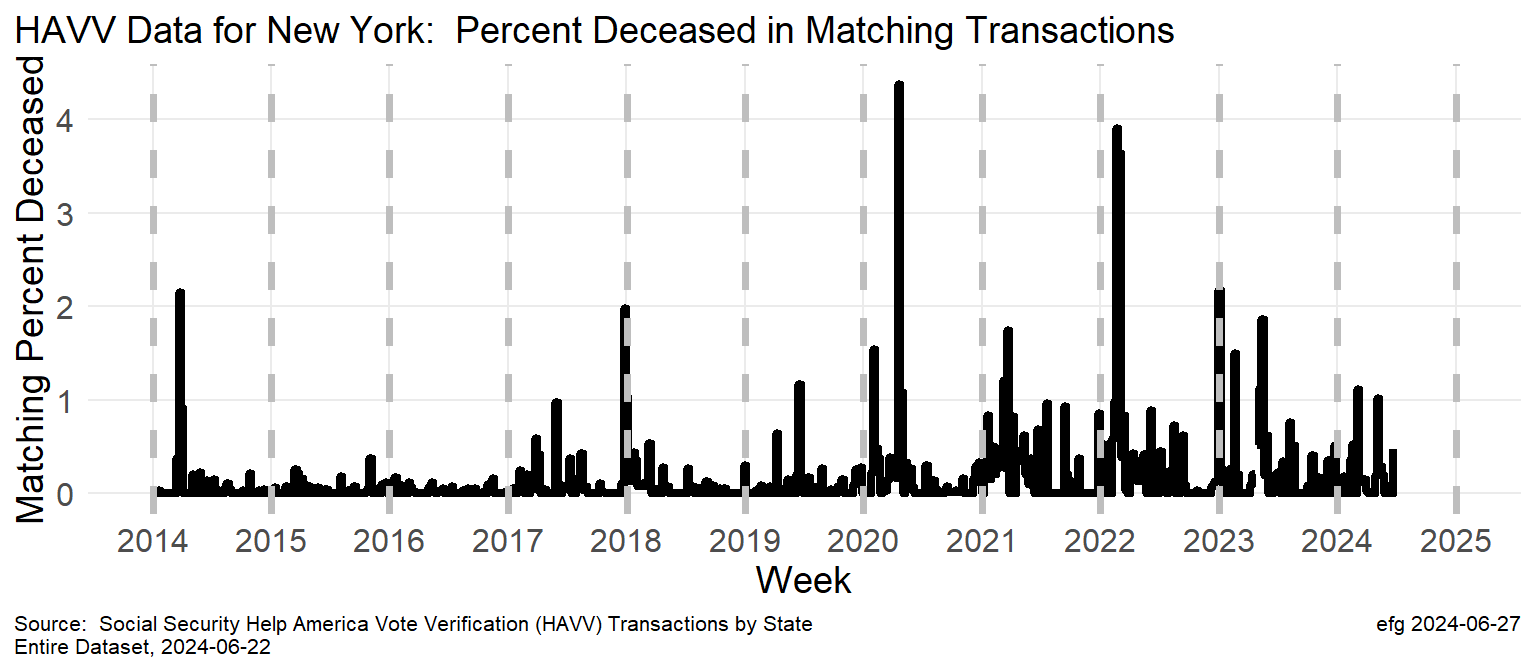 HAVV Data for New York:  Percent Deceased in Matching Transactions
Matching Percent Deceased
4
3
2
1
0
2014 2015 2016 2017 2018 2019 2020 2021 2022 2023 2024 2025
Week
Source:  Social Security Help America Vote Verification (HAVV) Transactions by State
Entire Dataset, 2024-06-22
efg 2024-06-27